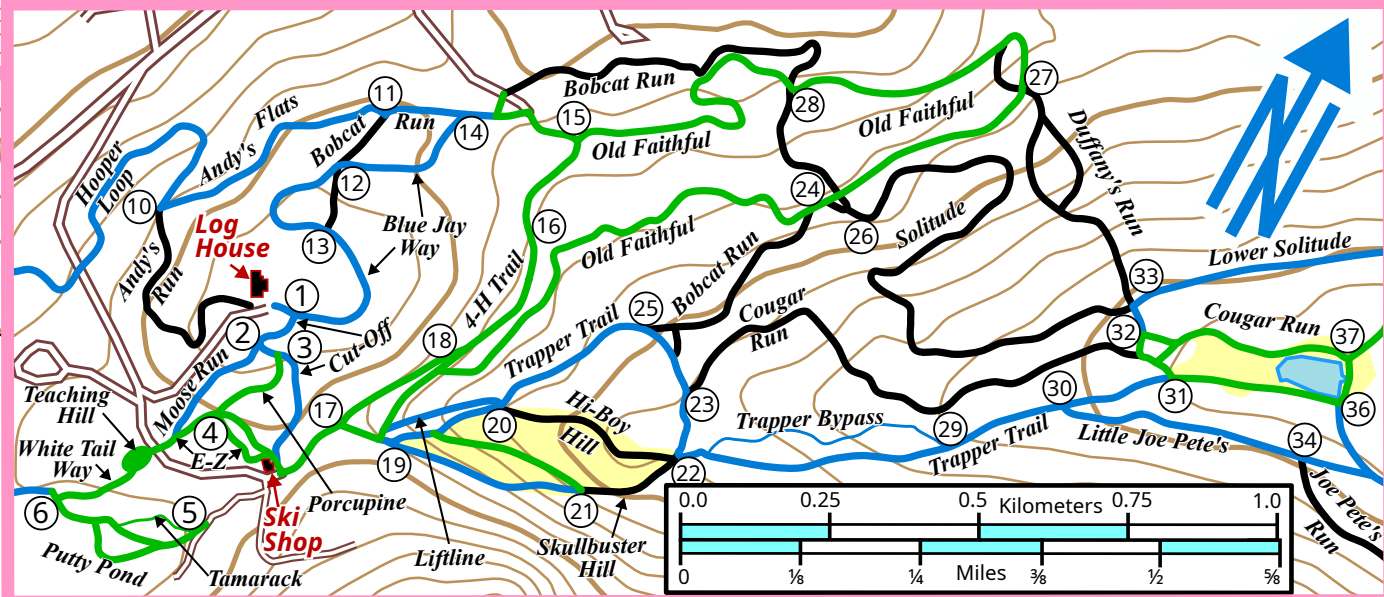 11
Flats
Andy's
Bobcat
Run
14
Hooper
Loop
10
12
13
Log
House
Andy's
Run
Blue Jay
Way
1
2
3
Cut-Off
Moose Run
Teaching
Hill
White Tail
Way
4
E-Z
5
6
Ski
Shop
Porcupine
Putty Pond
Tamarack
Bobcat Run
15
Old Faithful
28
Old Faithful
27
Duffany's Run
24
26
Solitude
16
Old Faithful
4-H Trail
18
17
19
Trapper Trail
25
Bobcat Run
Cougar
Run
23
20
Hi-Boy
Hill
22
21
Liftline
Skullbuster
Hill
Trapper Bypass
29
Trapper Trail
30
Little Joe Pete's
31
32
33
Lower Solitude
Cougar Run
37
36
34
Joe Pete's
Run
N
0.0 0.25 0.5 Kilometers 0.75 1.0
0 ⅛ ¼ Miles ⅜ ½ ⅝